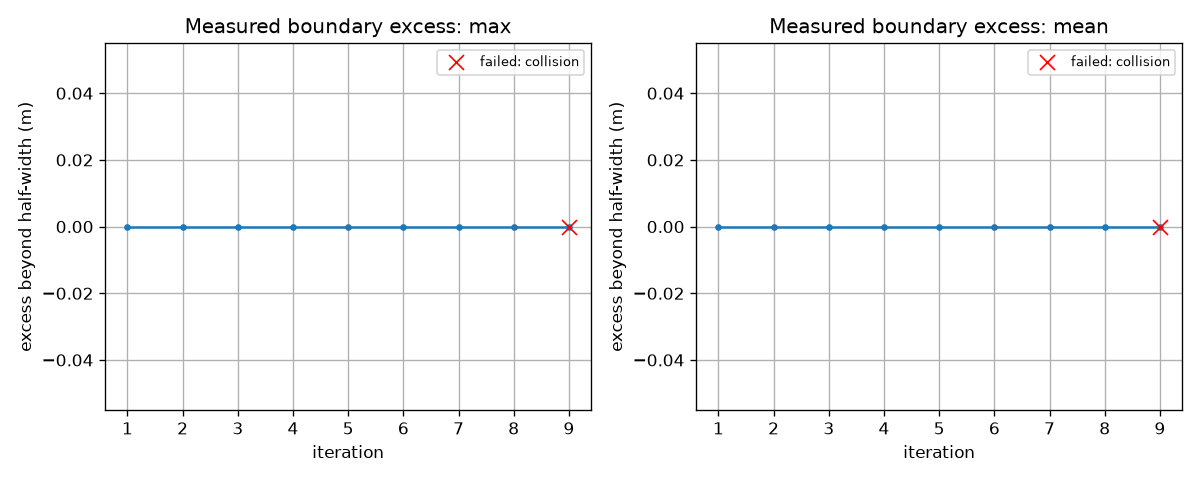 Measured boundary excess: max
failed: collision
excess beyond half-width (m)
0.04
0.02
0.00
−0.02
−0.04
1 2 3 4 5 6 7 8 9
iteration
Measured boundary excess: mean
failed: collision
excess beyond half-width (m)
0.04
0.02
0.00
−0.02
−0.04
1 2 3 4 5 6 7 8 9
iteration